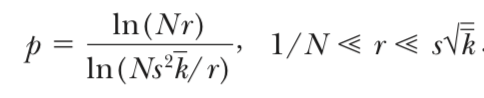 p = ln(Nr) / ln(Ns²k̅/r), 1/N ≪ r ≪ s√k̅.